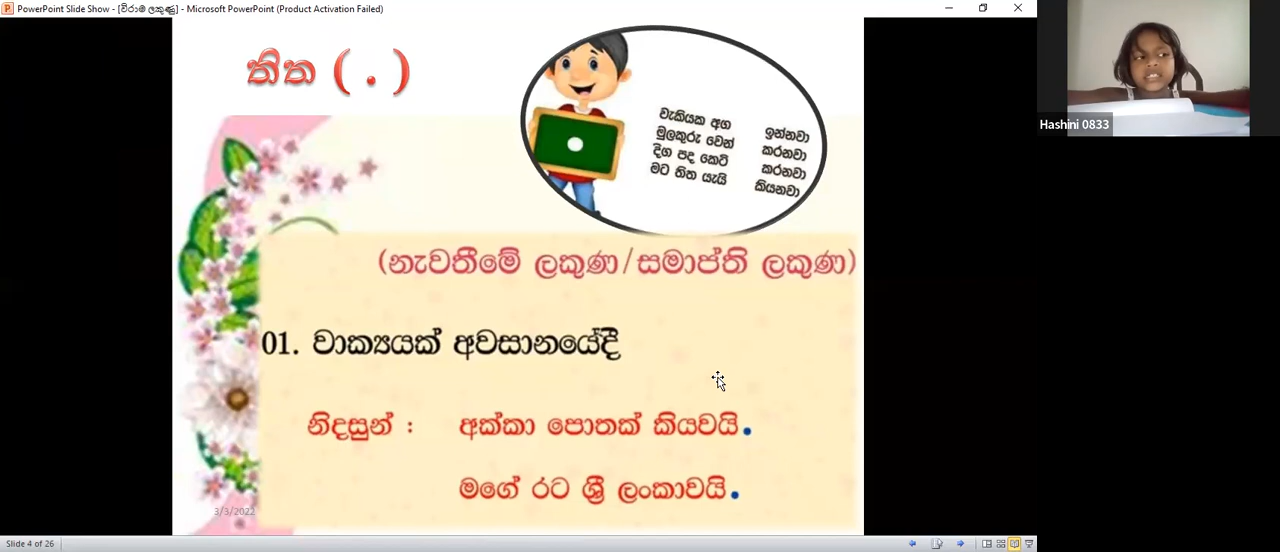 PowerPoint Slide Show - [විරාම ලකුණු] - Microsoft PowerPoint (Product Activation Failed)
තිත ( . )
වැකියක අග ඉන්නවා
මුලකුරු වෙන් කරනවා
දිග පද කෙටි කරනවා
මට තිත යැයි කියනවා
(නැවතීමේ ලකුණ/සමාප්ති ලකුණ)
01. වාක්‍යයක් අවසානයේදී
නිදසුන් : අක්කා පොතක් කියවයි.
මගේ රට ශ්‍රී ලංකාවයි.
3/3/2022
Slide 4 of 26
Hashini 0833